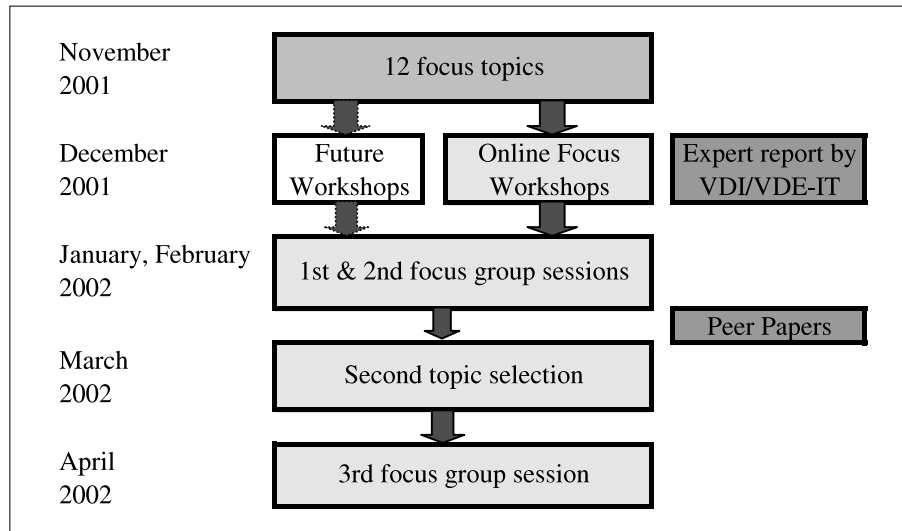 November
2001
12 focus topics
December
2001
Future
Workshops
Online Focus
Workshops
Expert report by
VDI/VDE-IT
January, February
2002
1st & 2nd focus group sessions
Peer Papers
March
2002
Second topic selection
April
2002
3rd focus group session